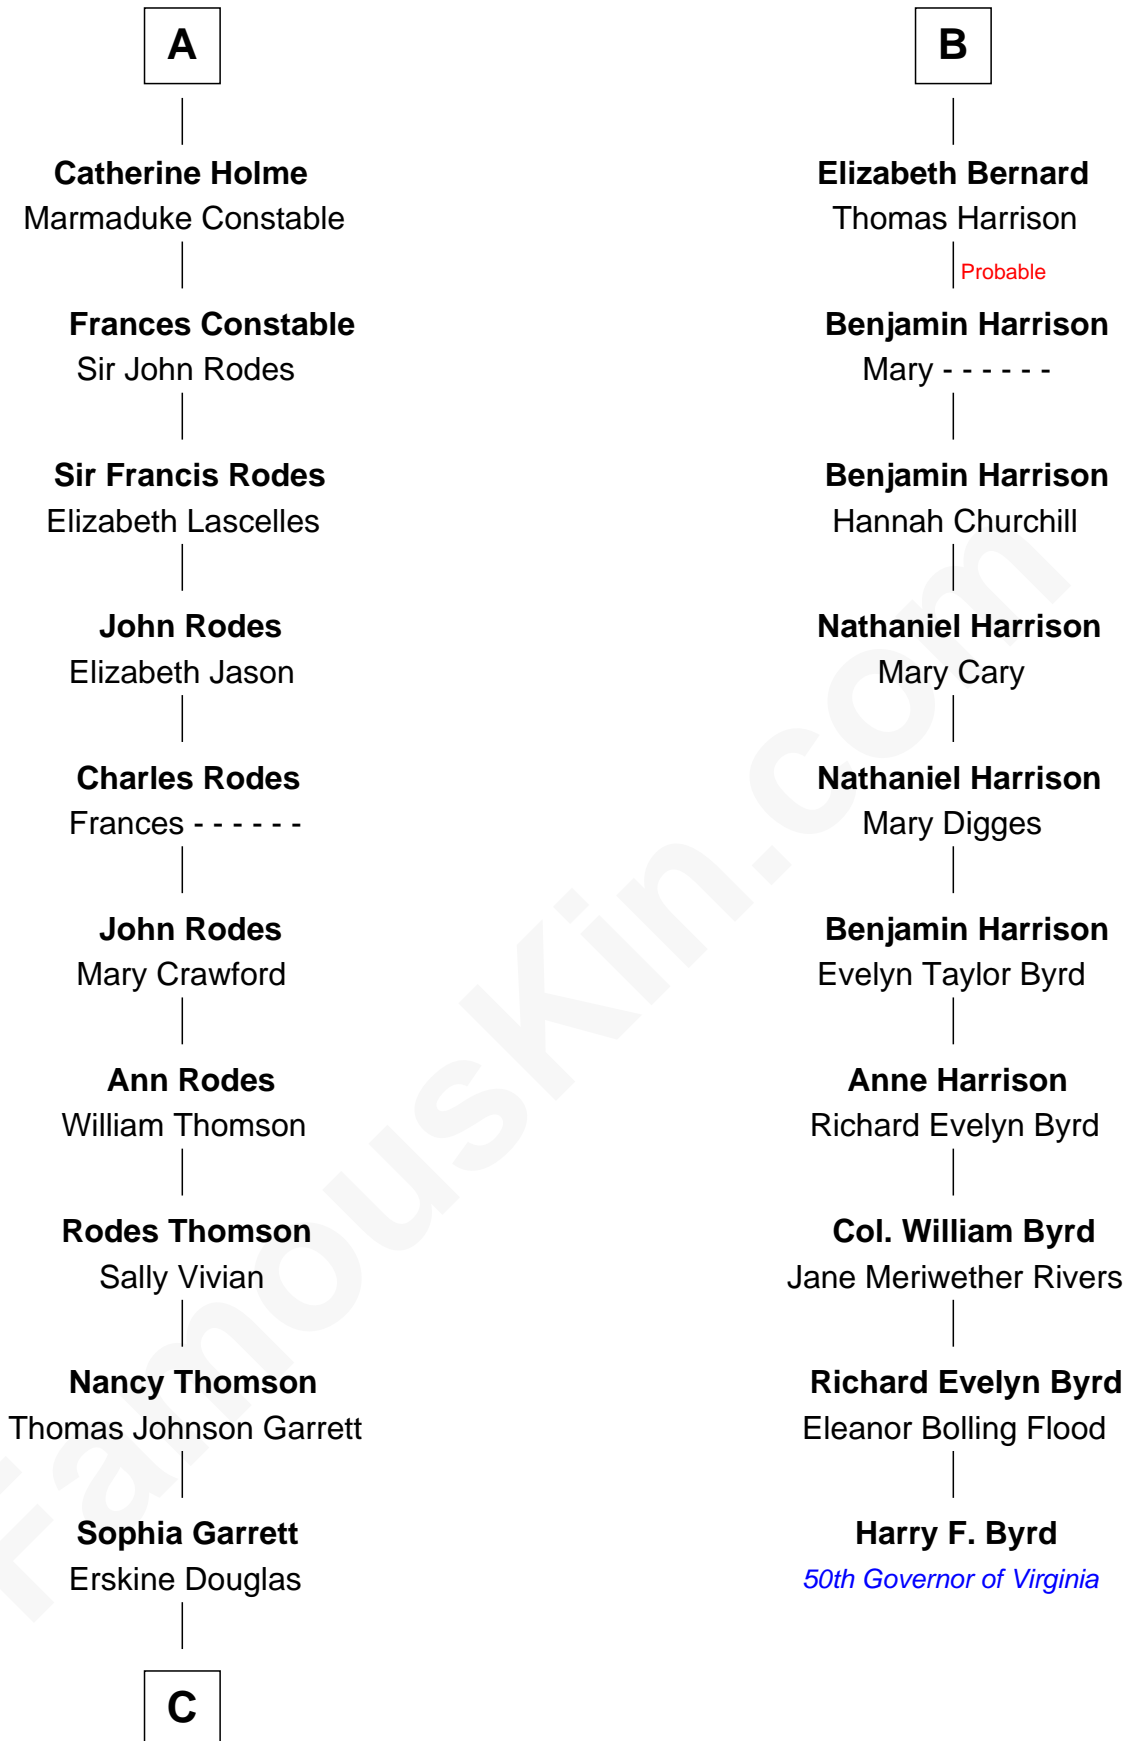 A
Catherine Holme
Marmaduke Constable
Frances Constable
Sir John Rodes
Sir Francis Rodes
Elizabeth Lascelles
John Rodes
Elizabeth Jason
Charles Rodes
Frances - - - - - -
John Rodes
Mary Crawford
Ann Rodes
William Thomson
Rodes Thomson
Sally Vivian
Nancy Thomson
Thomas Johnson Garrett
Sophia Garrett
Erskine Douglas
C
B
Elizabeth Bernard
Thomas Harrison
Probable
Benjamin Harrison
Mary - - - - - -
Benjamin Harrison
Hannah Churchill
Nathaniel Harrison
Mary Cary
Nathaniel Harrison
Mary Digges
Benjamin Harrison
Evelyn Taylor Byrd
Anne Harrison
Richard Evelyn Byrd
Col. William Byrd
Jane Meriwether Rivers
Richard Evelyn Byrd
Eleanor Bolling Flood
Harry F. Byrd
50th Governor of Virginia
FamousKin.com